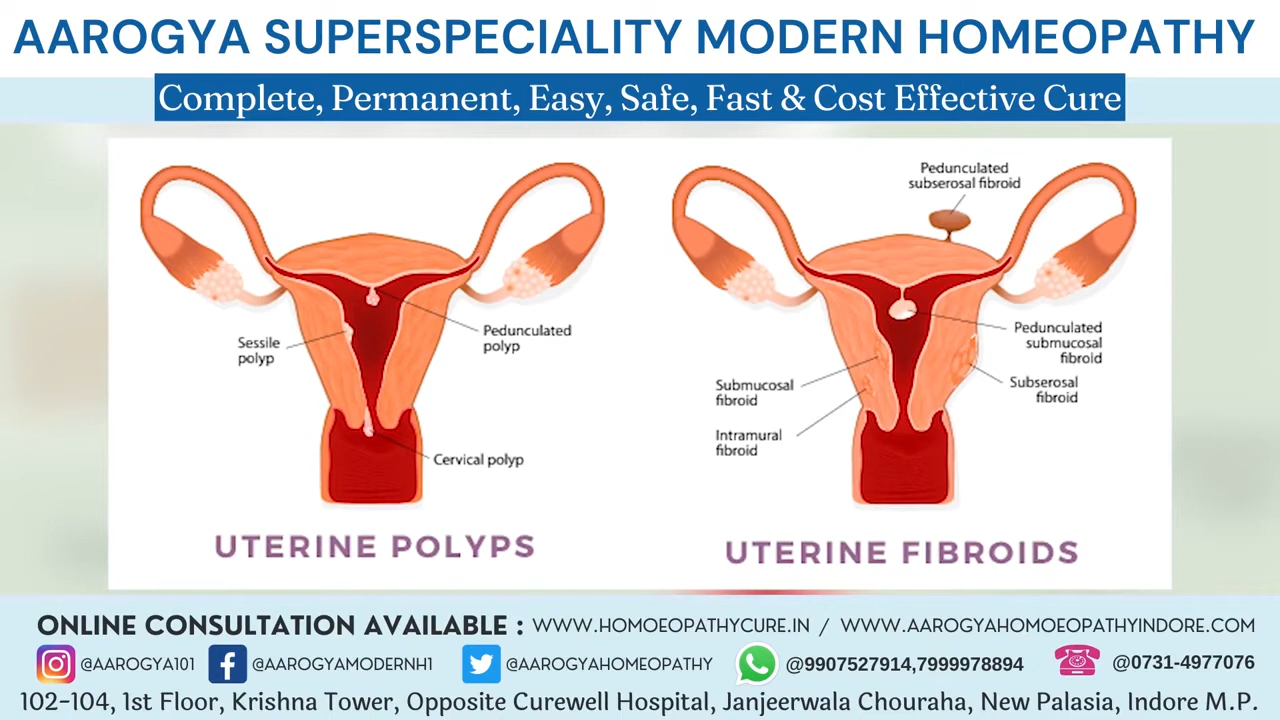 AAROGYA SUPERSPECIALITY MODERN HOMEOPATHY
Complete, Permanent, Easy, Safe, Fast & Cost Effective Cure
Sessile
polyp
Pedunculated
polyp
Cervical polyp
UTERINE POLYPS
Pedunculated
subserosal fibroid
Pedunculated
submucosal
fibroid
Submucosal
fibroid
Subserosal
fibroid
Intramural
fibroid
UTERINE FIBROIDS
ONLINE CONSULTATION AVAILABLE : WWW.HOMOEOPATHYCURE.IN / WWW.AAROGYAHOMOEOPATHYINDORE.COM
@AAROGYA101 @AAROGYAMODERNH1 @AAROGYAHOMEOPATHY @9907527914,7999978894 @0731-4977076
102-104, 1st Floor, Krishna Tower, Opposite Curewell Hospital, Janjeerwala Chouraha, New Palasia, Indore M.P.